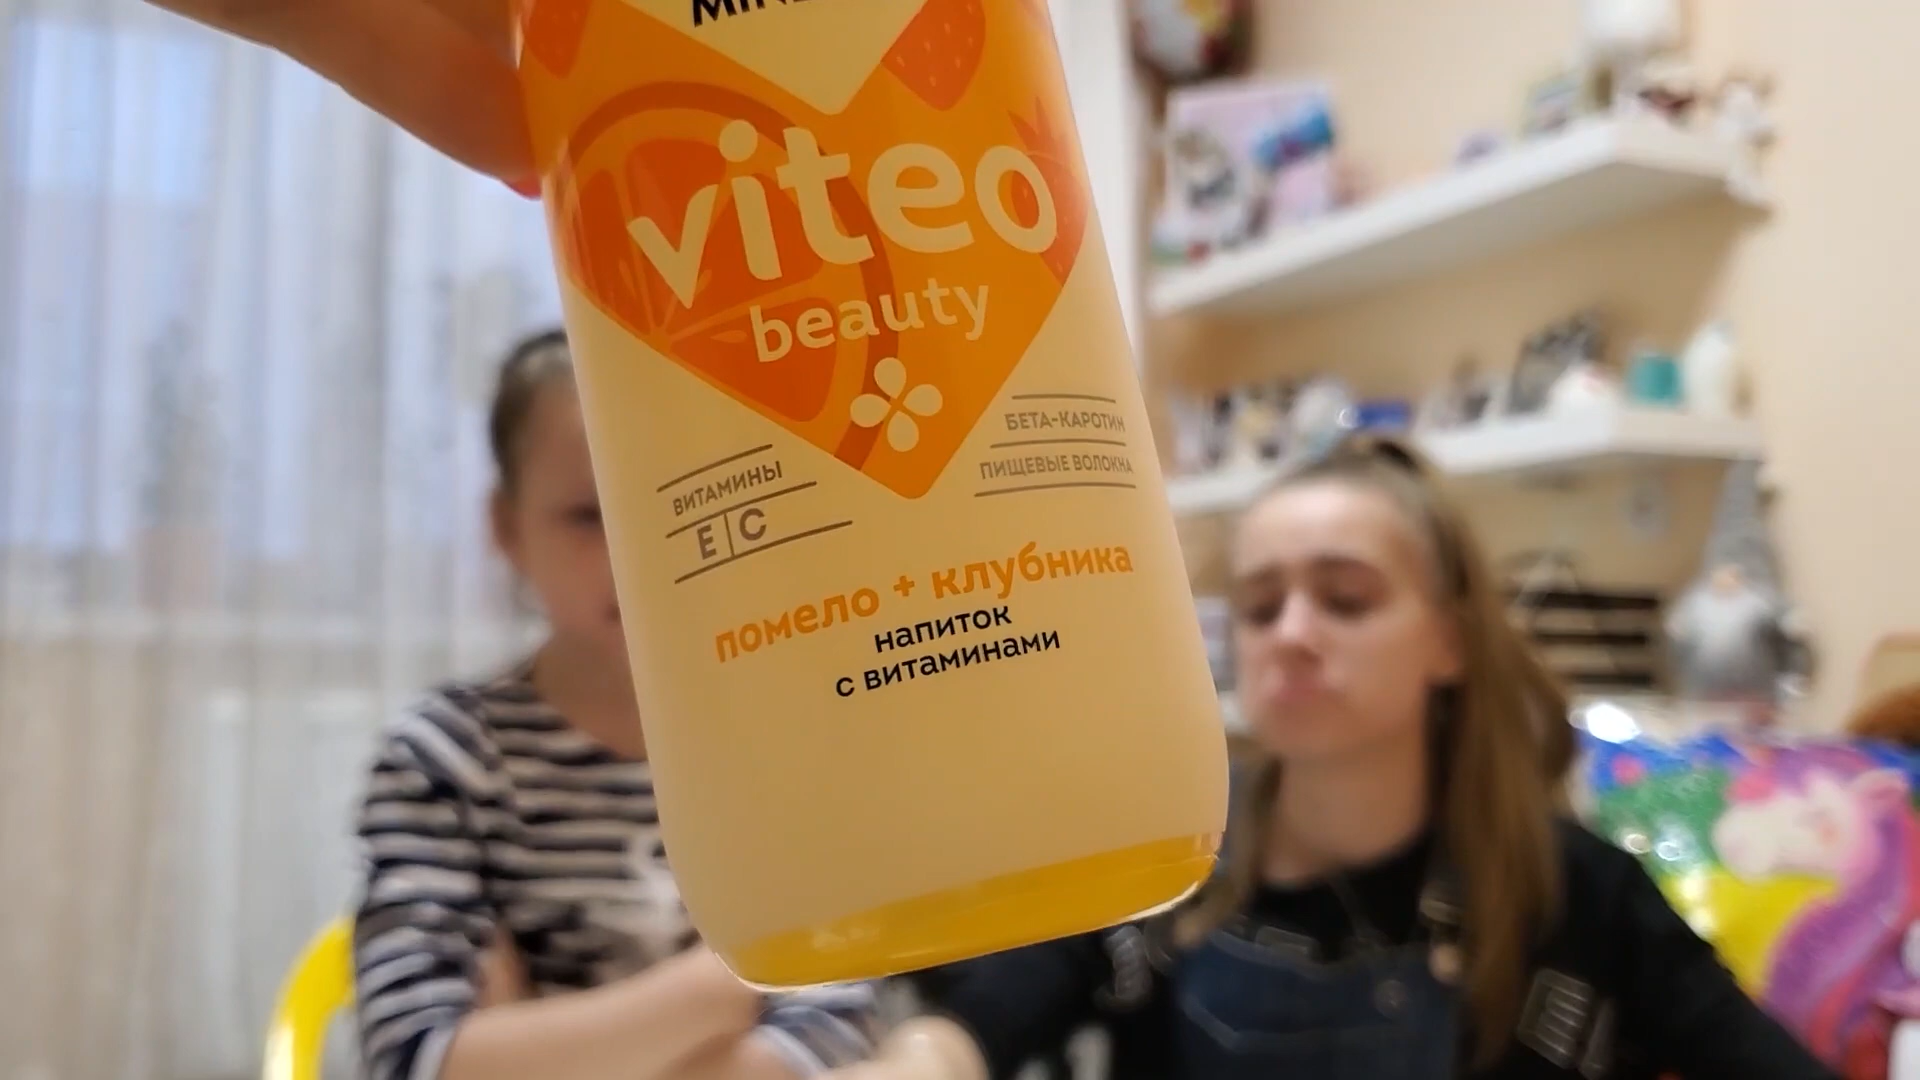 viteo
beauty
ВИТАМИНЫ
E|C
БЕТА-КАРОТИН
ПИЩЕВЫЕ ВОЛОКНА
помело + клубника
напиток
с витаминами